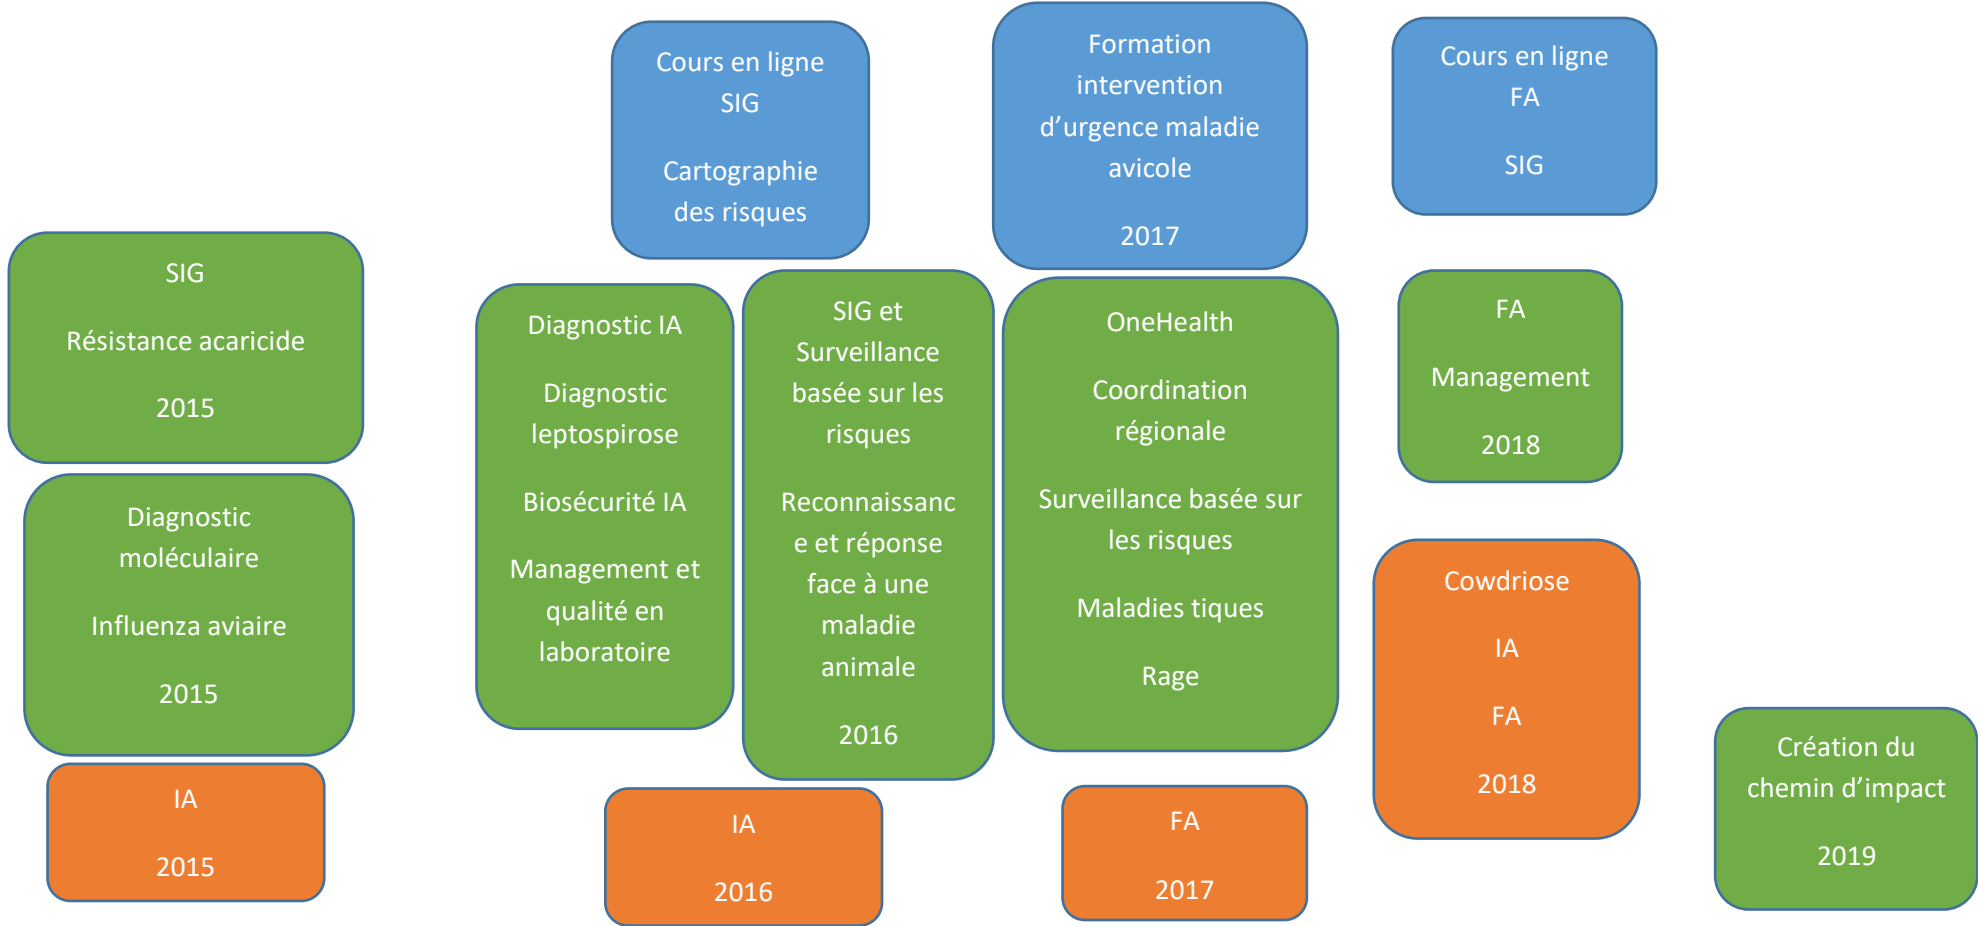 Cours en ligne
SIG
Cartographie
des risques
Formation
intervention
d’urgence maladie
avicole
2017
Cours en ligne
FA
SIG
SIG
Résistance acaricide
2015
Diagnostic IA
Diagnostic
leptospirose
Biosécurité IA
Management et
qualité en
laboratoire
SIG et
Surveillance
basée sur les
risques
Reconnaissanc
e et réponse
face à une
maladie
animale
2016
OneHealth
Coordination
régionale
Surveillance basée sur
les risques
Maladies tiques
Rage
FA
Management
2018
Diagnostic
moléculaire
Influenza aviaire
2015
Cowdriose
IA
FA
2018
IA
2015
IA
2016
FA
2017
Création du
chemin d’impact
2019